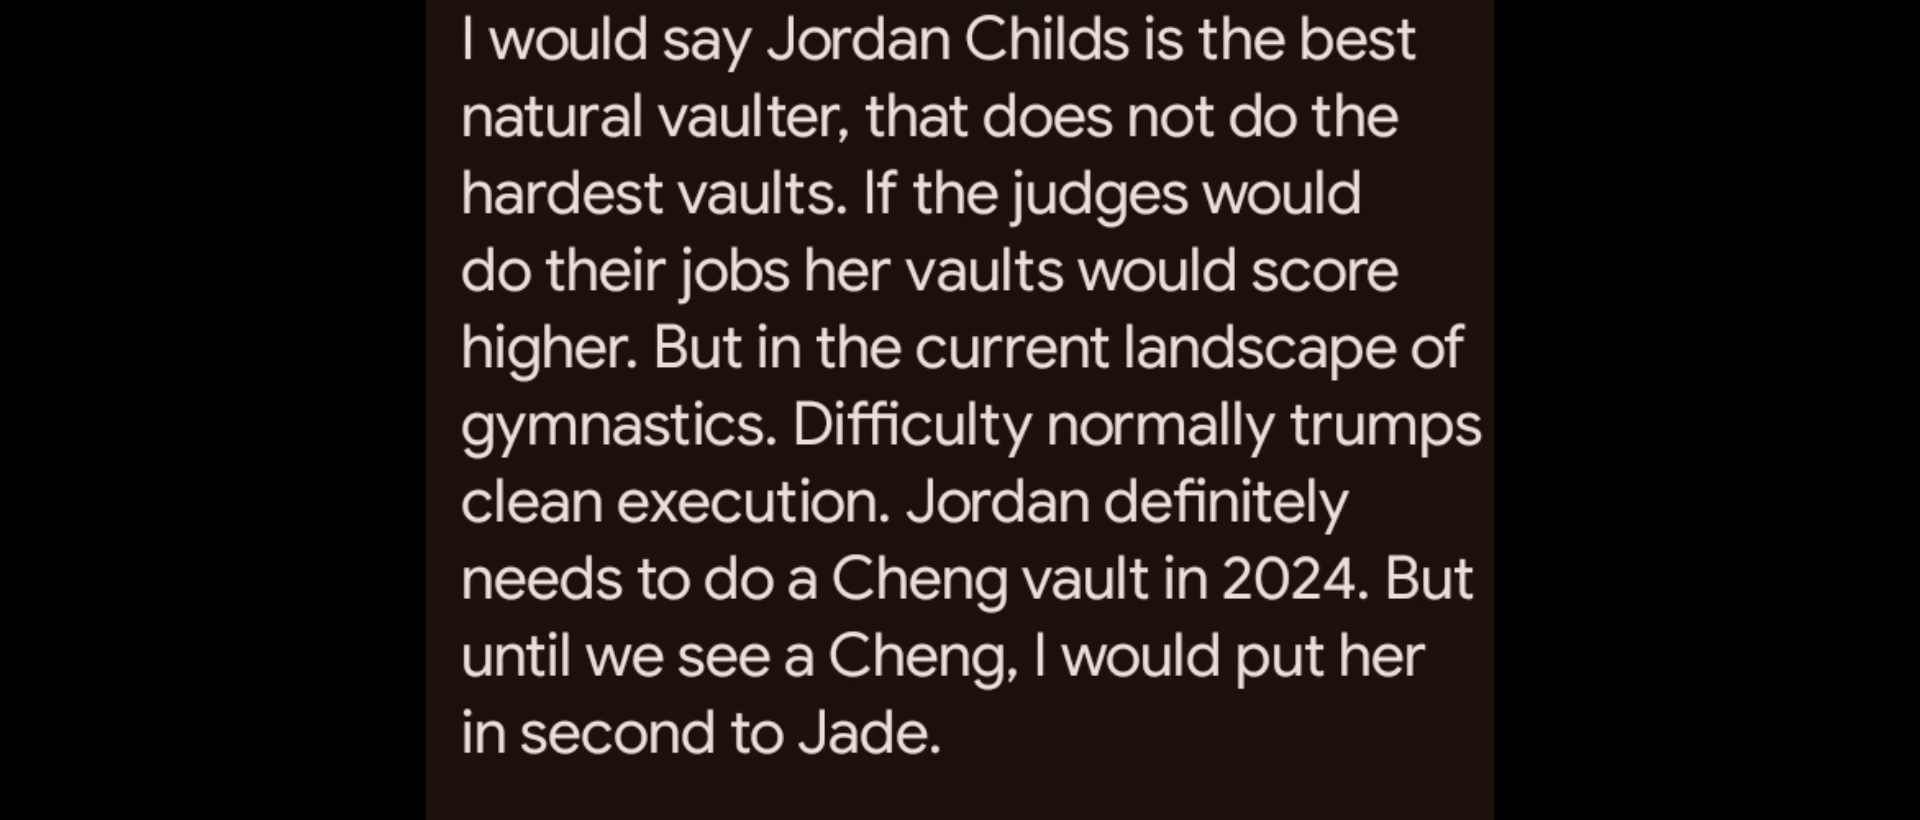 I would say Jordan Childs is the best
natural vaulter, that does not do the
hardest vaults. If the judges would
do their jobs her vaults would score
higher. But in the current landscape of
gymnastics. Difficulty normally trumps
clean execution. Jordan definitely
needs to do a Cheng vault in 2024. But
until we see a Cheng, I would put her
in second to Jade.